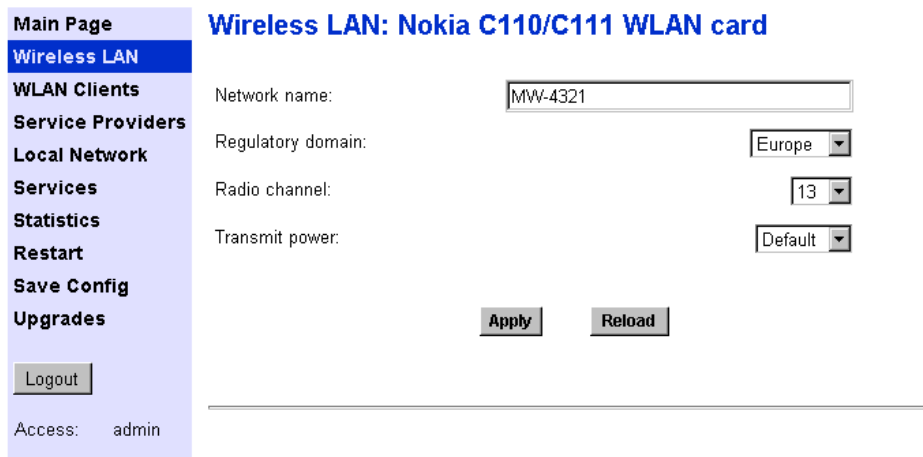 Main Page
Wireless LAN
WLAN Clients
Service Providers
Local Network
Services
Statistics
Restart
Save Config
Upgrades
Logout
Access: admin
Wireless LAN: Nokia C110/C111 WLAN card
Network name: MW-4321
Regulatory domain: Europe
Radio channel: 13
Transmit power: Default
Apply Reload